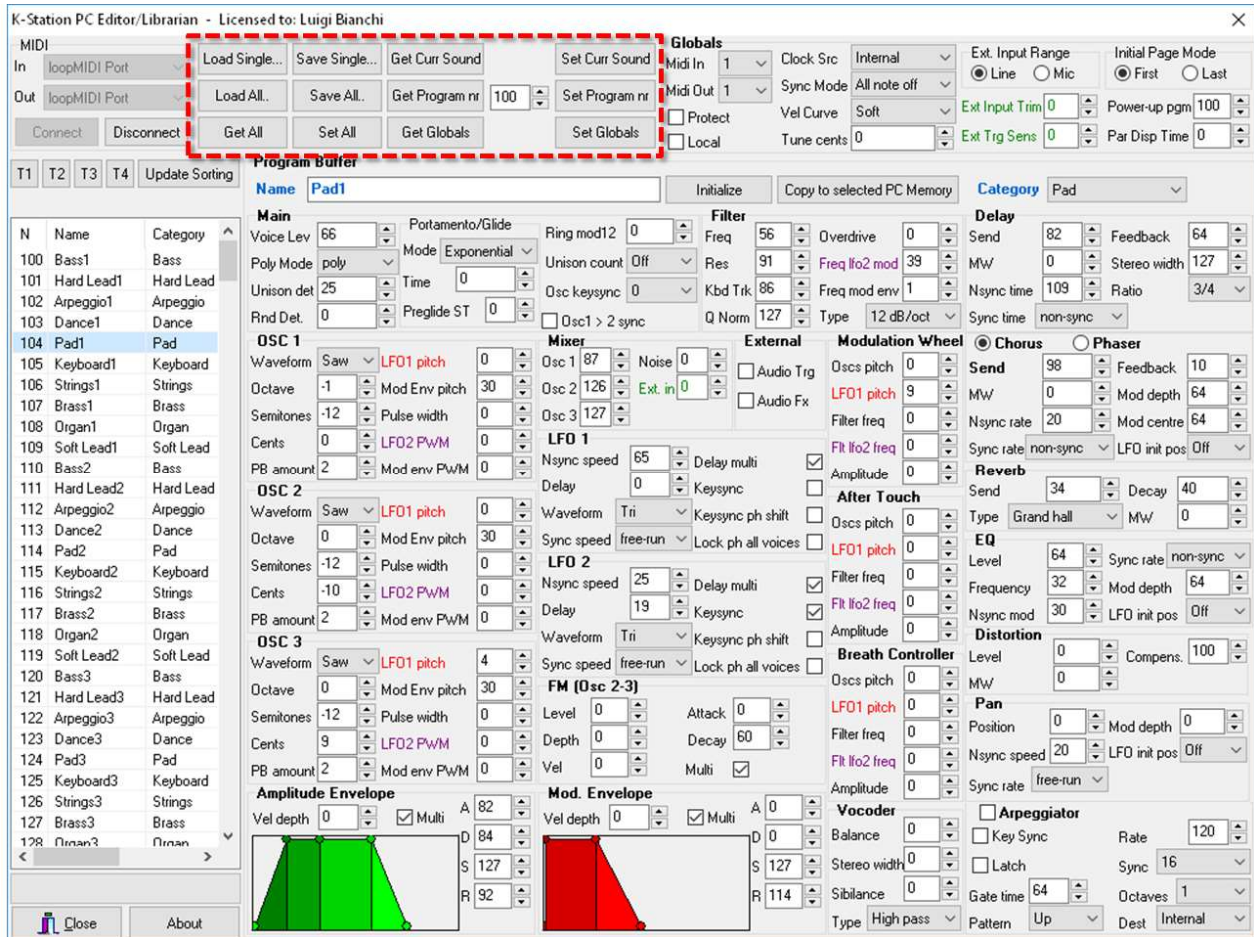 K-Station PC Editor/Librarian - Licensed to: Luigi Bianchi
MIDI
In loopMIDI Port
Out loopMIDI Port
Connect Disconnect
Load Single... Save Single... Get Curr Sound Set Curr Sound
Load All.. Save All.. Get Program nr 100 Set Program nr
Get All Set All Get Globals Set Globals
Globals
Midi In 1 Clock Src Internal
Midi Out 1 Sync Mode All note off
Protect Vel Curve Soft
Local Tune cents 0
Ext. Input Range
Line Mic
Ext Input Trim 0
Ext Trg Sens 0
Initial Page Mode
First Last
Power-up pgm 100
Par Disp Time 0
T1 T2 T3 T4 Update Sorting
N Name Category
100 Bass1 Bass
101 Hard Lead1 Hard Lead
102 Arpeggio1 Arpeggio
103 Dance1 Dance
104 Pad1 Pad
105 Keyboard1 Keyboard
106 Strings1 Strings
107 Brass1 Brass
108 Organ1 Organ
109 Soft Lead1 Soft Lead
110 Bass2 Bass
111 Hard Lead2 Hard Lead
112 Arpeggio2 Arpeggio
113 Dance2 Dance
114 Pad2 Pad
115 Keyboard2 Keyboard
116 Strings2 Strings
117 Brass2 Brass
118 Organ2 Organ
119 Soft Lead2 Soft Lead
120 Bass3 Bass
121 Hard Lead3 Hard Lead
122 Arpeggio3 Arpeggio
123 Dance3 Dance
124 Pad3 Pad
125 Keyboard3 Keyboard
126 Strings3 Strings
127 Brass3 Brass
128 Organ3 Organ
Close About
Program Buffer
Name Pad1 Initialize Copy to selected PC Memory Category Pad
Main
Voice Lev 66
Poly Mode poly
Unison det 25
Rnd Det. 0
Portamento/Glide
Mode Exponential
Time 0
Preglide ST 0
Ring mod12 0
Unison count Off
Osc keysync 0
Osc1 > 2 sync
Filter
Freq 56 Overdrive 0
Res 91 Freq lfo2 mod 39
Kbd Trk 86 Freq mod env 1
Q Norm 127 Type 12 dB/oct
Delay
Send 82 Feedback 64
MW 0 Stereo width 127
Nsync time 109 Ratio 3/4
Sync time non-sync
OSC 1
Waveform Saw LFO1 pitch 0
Octave -1 Mod Env pitch 30
Semitones -12 Pulse width 0
Cents 0 LFO2 PWM 0
PB amount 2 Mod env PWM 0
OSC 2
Waveform Saw LFO1 pitch 0
Octave 0 Mod Env pitch 30
Semitones -12 Pulse width 0
Cents -10 LFO2 PWM 0
PB amount 2 Mod env PWM 0
OSC 3
Waveform Saw LFO1 pitch 4
Octave 0 Mod Env pitch 30
Semitones -12 Pulse width 0
Cents 9 LFO2 PWM 0
PB amount 2 Mod env PWM 0
Amplitude Envelope
Vel depth 0 Multi
A 82
D 84
S 127
R 92
Mixer
Osc 1 87 Noise 0
Osc 2 126 Ext. in 0
Osc 3 127
External
Audio Trg
Audio Fx
LFO 1
Nsync speed 65 Delay multi
Delay 0 Keysync
Waveform Tri Keysync ph shift
Sync speed free-run Lock ph all voices
LFO 2
Nsync speed 25 Delay multi
Delay 19 Keysync
Waveform Tri Keysync ph shift
Sync speed free-run Lock ph all voices
FM (Osc 2-3)
Level 0 Attack 0
Depth 0 Decay 60
Vel 0 Multi
Mod. Envelope
Vel depth 0 Multi
A 0
D 0
S 127
R 114
Modulation Wheel
Oscs pitch 0
LFO1 pitch 9
Filter freq 0
Flt lfo2 freq 0
Amplitude 0
After Touch
Oscs pitch 0
LFO1 pitch 0
Filter freq 0
Flt lfo2 freq 0
Amplitude 0
Breath Controller
Oscs pitch 0
LFO1 pitch 0
Filter freq 0
Flt lfo2 freq 0
Amplitude 0
Vocoder
Balance 0
Stereo width 0
Sibilance 0
Type High pass
Chorus Phaser
Send 98 Feedback 10
MW 0 Mod depth 64
Nsync rate 20 Mod centre 64
Sync rate non-sync LFO init pos Off
Reverb
Send 34 Decay 40
Type Grand hall MW 0
EQ
Level 64 Sync rate non-sync
Frequency 32 Mod depth 64
Nsync mod 30 LFO init pos Off
Distortion
Level 0 Compens. 100
MW 0
Pan
Position 0 Mod depth 0
Nsync speed 20 LFO init pos Off
Sync rate free-run
Arpeggiator
Key Sync Rate 120
Latch Sync 16
Gate time 64 Octaves 1
Pattern Up Dest Internal